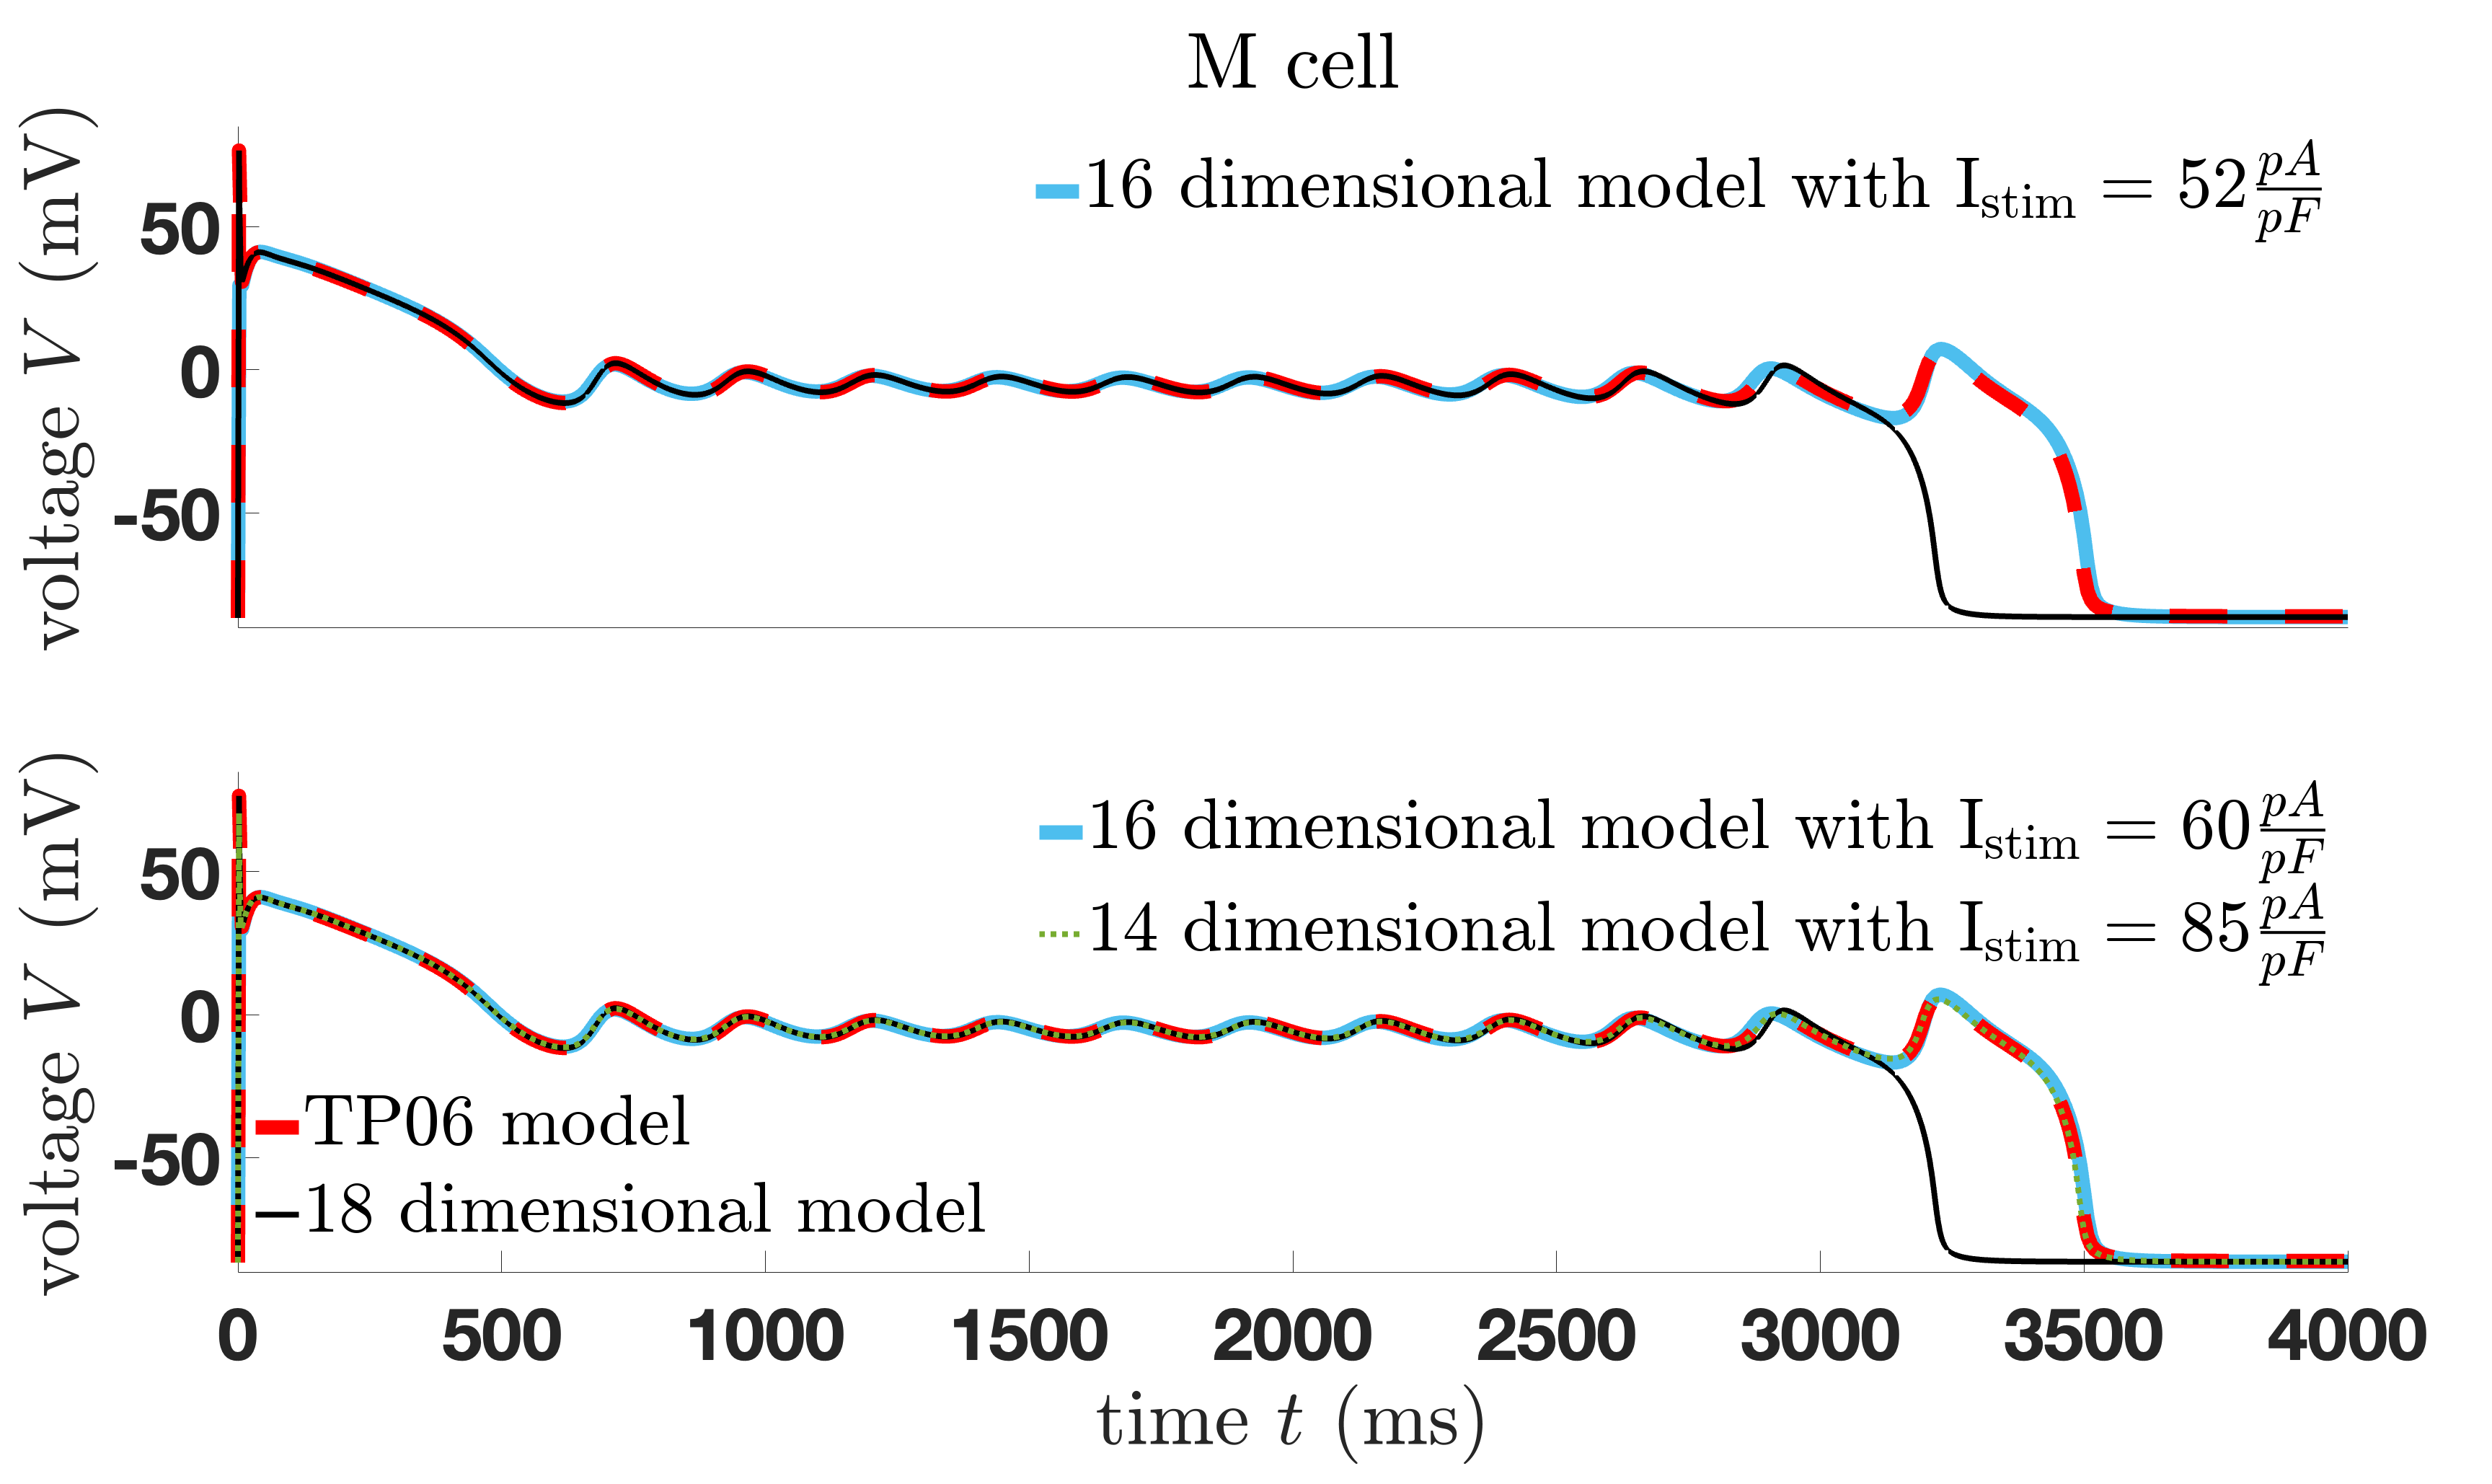 M cell
voltage V (mV)
50
0
-50
16 dimensional model with I_stim = 52 pA/pF
voltage V (mV)
50
0
-50
16 dimensional model with I_stim = 60 pA/pF
14 dimensional model with I_stim = 85 pA/pF
TP06 model
18 dimensional model
0 500 1000 1500 2000 2500 3000 3500 4000
time t (ms)